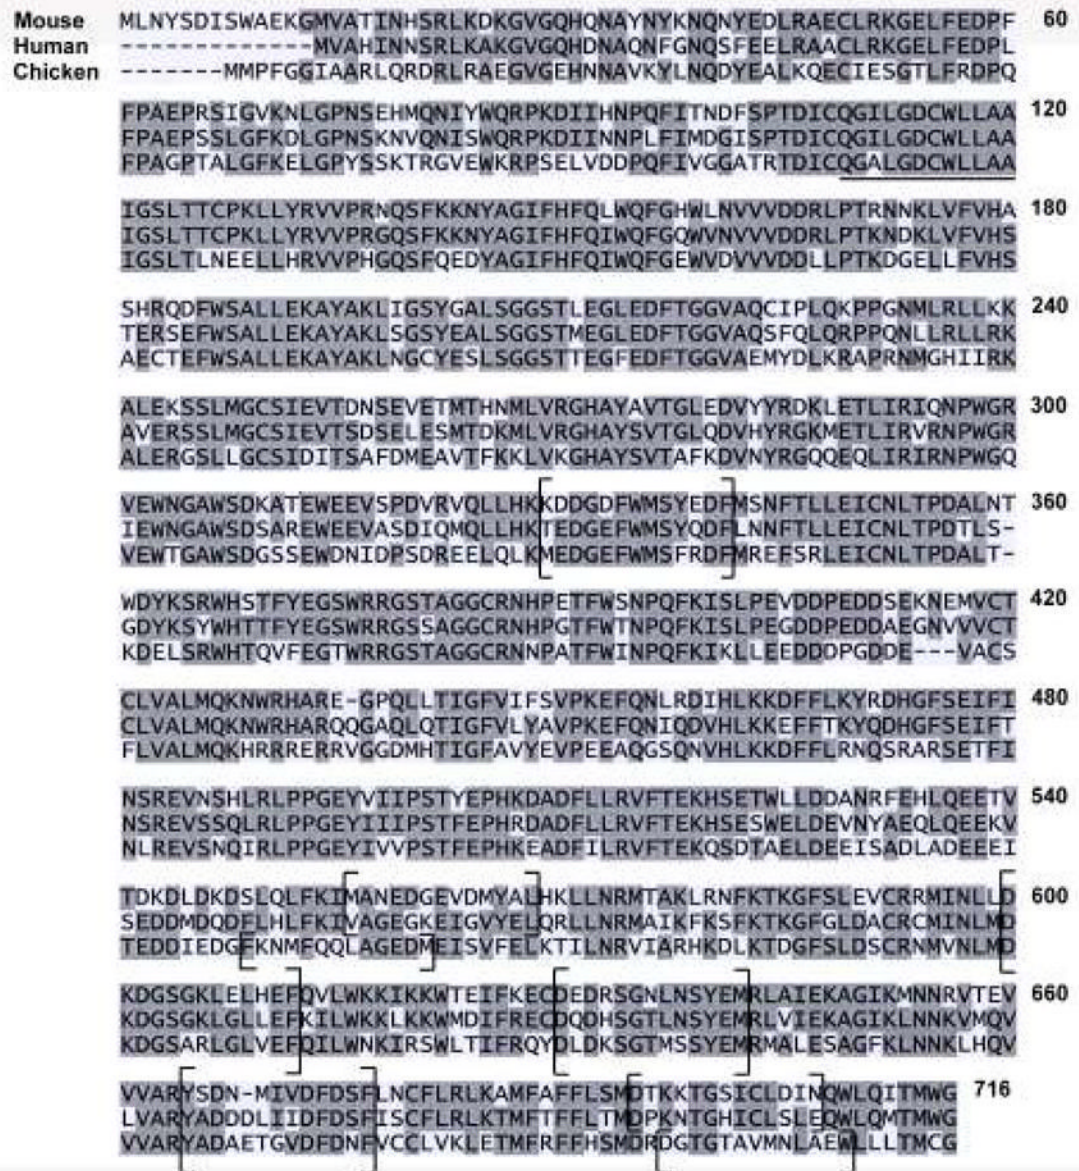 Mouse MLNYSDISWAEKGMVATINHSRLKDKGVGQHQNAYNYKNQNYEDLRAECLRKGELFEDPF 60
Human -------------MVAHINNSRLKAKGVGQHDNAQNFGNQSFEELRAACLRKGELFEDPL
Chicken -------MMPFGGIAARLQRDRLRAEGVGEHNNAVKYLNQDYEALKQECIESGTLFRDPQ
FPAEPRSIGVKNLGPNSEHMQNIYWQRPKDIIHNPQFITNDFSPTDICQGILGDCWLLAA 120
FPAEPSSLGFKDLGPNSKNVQNISWQRPKDIINNPLFIMDGISPTDICQGILGDCWLLAA
FPAGPTALGFKELGPYSSKTRGVEWKRPSELVDDPQFIVGGATRTDICQGALGDCWLLAA
IGSLTTCPKLLYRVVPRNQSFKKNYAGIFHFQLWQFGHWLNVVVDDRLPTRNNKLVFVHA 180
IGSLTTCPKLLYRVVPRGQSFKKNYAGIFHFQIWQFGQWVNVVVDDRLPTKNDKLVFVHS
IGSLTLNEELLHRVVPHGQSFQEDYAGIFHFQIWQFGEWVDVVVDDLLPTKDGELLFVHS
SHRQDFWSALLEKAYAKLIGSYGALSGGSTLEGLEDFTGGVAQCIPLQKPPGNMLRLLKK 240
TERSEFWSALLEKAYAKLSGSYEALSGGSTMEGLEDFTGGVAQSFQLQRPPQNLLRLLRK
AECTEFWSALLEKAYAKLNGCYESLSGGSTTEGFEDFTGGVAEMYDLKRAPRNMGHIIRK
ALEKSSLMGCSIEVTDNSEVETMTHNMLVRGHAYAVTGLEDVYYRDKLETLIRIQNPWGR 300
AVERSSLMGCSIEVTSDSELESMTDKMLVRGHAYSVTGLQDVHYRGKMETLIRVRNPWGR
ALERGSLLGCSIDITSAFDMEAVTFKKLVKGHAYSVTAFKDVNYRGQQEQLIRIRNPWGQ
VEWNGAWSDKATEWEEVSPDVRVQLLHKKDDGDFWMSYEDFMSNFTLLEICNLTPDALNT 360
IEWNGAWSDSAREWEEVASDIQMQLLHKTEDGEFWMSYQDFLNNFTLLEICNLTPDTLS-
VEWTGAWSDGSSEWDNIDPSDREELQLKMEDGEFWMSFRDFMREFSRLEICNLTPDALT-
WDYKSRWHSTFYEGSWRRGSTAGGCRNHPETFWSNPQFKISLPEVDDPEDDSEKNEMVCT 420
GDYKSYWHTTFYEGSWRRGSSAGGCRNHPGTFWTNPQFKISLPEGDDPEDDAEGNVVVCT
KDELSRWHTQVFEGTWRRGSTAGGCRNNPATFWINPQFKIKLLEEDDDPGDDE---VACS
CLVALMQKNWRHARE-GPQLLTIGFVIFSVPKEFQNLRDIHLKKDFFLKYRDHGFSEIFI 480
CLVALMQKNWRHARQQGAQLQTIGFVLYAVPKEFQNIQDVHLKKEFFTKYQDHGFSEIFT
FLVALMQKHRRRERRVGGDMHTIGFAVYEVPEEAQGSQNVHLKKDFFLRNQSRARSETFI
NSREVNSHLRLPPGEYVIIPSTYEPHKDADFLLRVFTEKHSETWLLDDANRFEHLQEETV 540
NSREVSSQLRLPPGEYIIIPSTFEPHRDADFLLRVFTEKHSESWELDEVNYAEQLQEEKV
NLREVSNQIRLPPGEYIVVPSTFEPHKEADFILRVFTEKQSDTAELDEEISADLADEEEI
TDKDLDKDSLQLFKIMANEDGEVDMYALHKLLNRMTAKLRNFKTKGFSLEVCRRMINLLD 600
SEDDMDQDFLHLFKIVAGEGKEIGVYELQRLLNRMAIKFKSFKTKGFGLDACRCMINLMD
TEDDIEDGFKNMFQQLAGEDMEISVFELKTILNRVIARHKDLKTDGFSLDSCRNMVNLMD
KDGSGKLELHEFQVLWKKIKKWTEIFKECDEDRSGNLNSYEMRLAIEKAGIKMNNRVTEV 660
KDGSGKLGLLEFKILWKKLKKWMDIFRECDQDHSGTLNSYEMRLVIEKAGIKLNNKVMQV
KDGSARLGLVEFQILWNKIRSWLTIFRQYDLDKSGTMSSYEMRMALESAGFKLNNKLHQV
VVARYSDN-MIVDFDSFLNCFLRLKAMFAFFLSMDTKKTGSICLDINQWLQITMWG 716
LVARYADDDLIIDFDSFISCFLRLKTMFTFFLTMDPKNTGHICLSLEQWLQMTMWG
VVARYADAETGVDFDNFVCCLVKLETMFRFFHSMDRDGTGTAVMNLAEWLLLTMCG